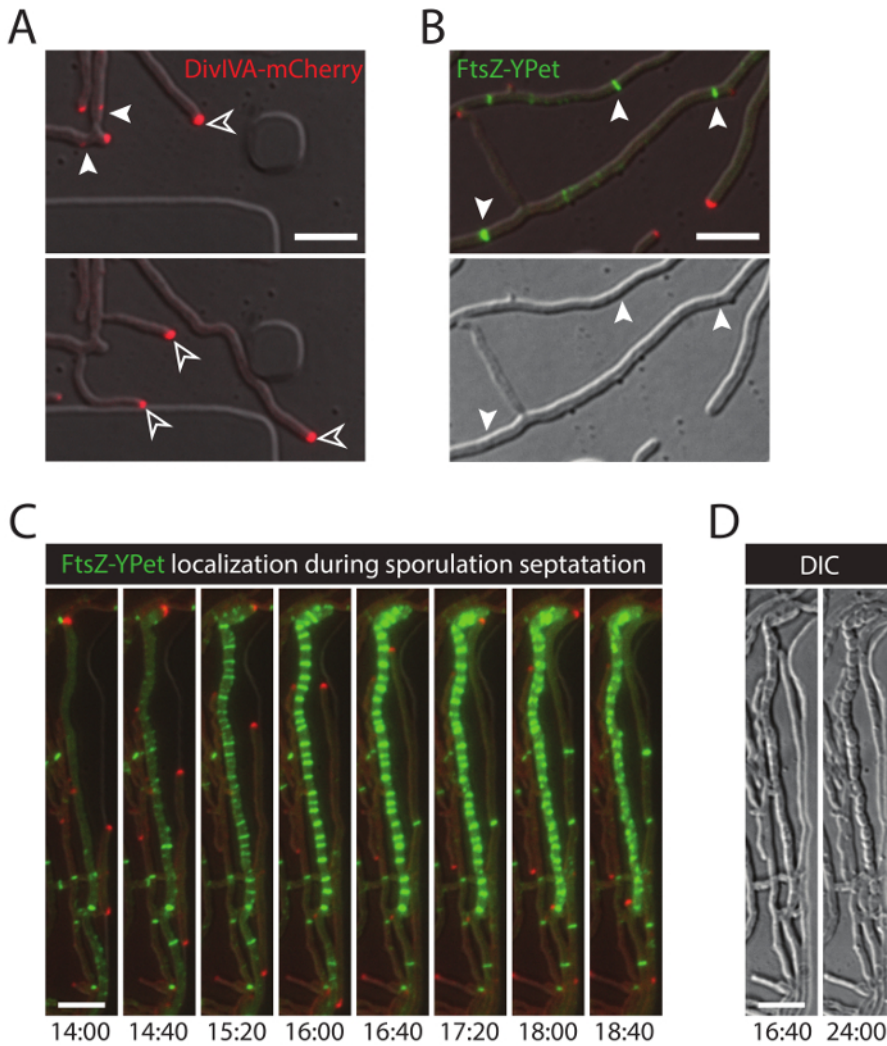 A
DivIVA-mCherry
B
FtsZ-YPet
C
FtsZ-YPet localization during sporulation septatation
14:00 14:40 15:20 16:00 16:40 17:20 18:00 18:40
D
DIC
16:40 24:00